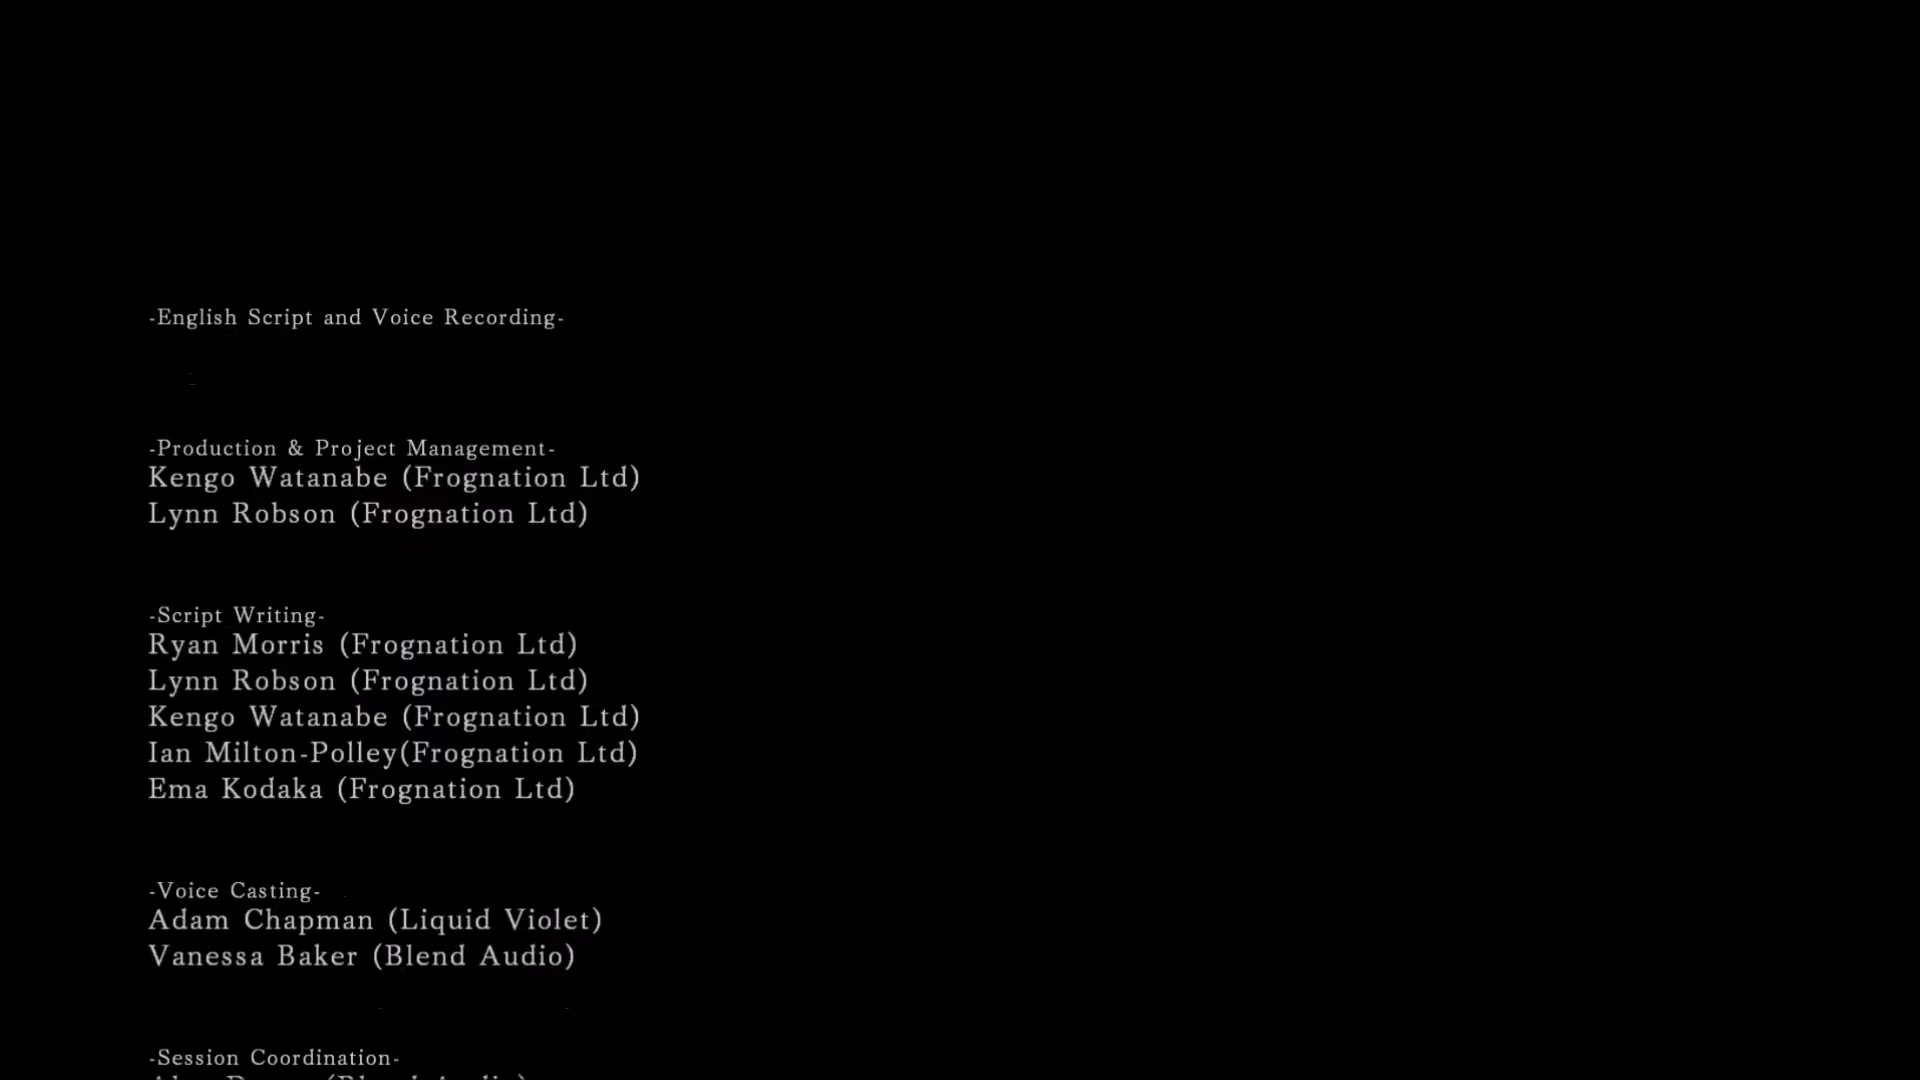 -English Script and Voice Recording-
-Production & Project Management-
Kengo Watanabe (Frognation Ltd)
Lynn Robson (Frognation Ltd)
-Script Writing-
Ryan Morris (Frognation Ltd)
Lynn Robson (Frognation Ltd)
Kengo Watanabe (Frognation Ltd)
Ian Milton-Polley(Frognation Ltd)
Ema Kodaka (Frognation Ltd)
-Voice Casting-
Adam Chapman (Liquid Violet)
Vanessa Baker (Blend Audio)
-Session Coordination-